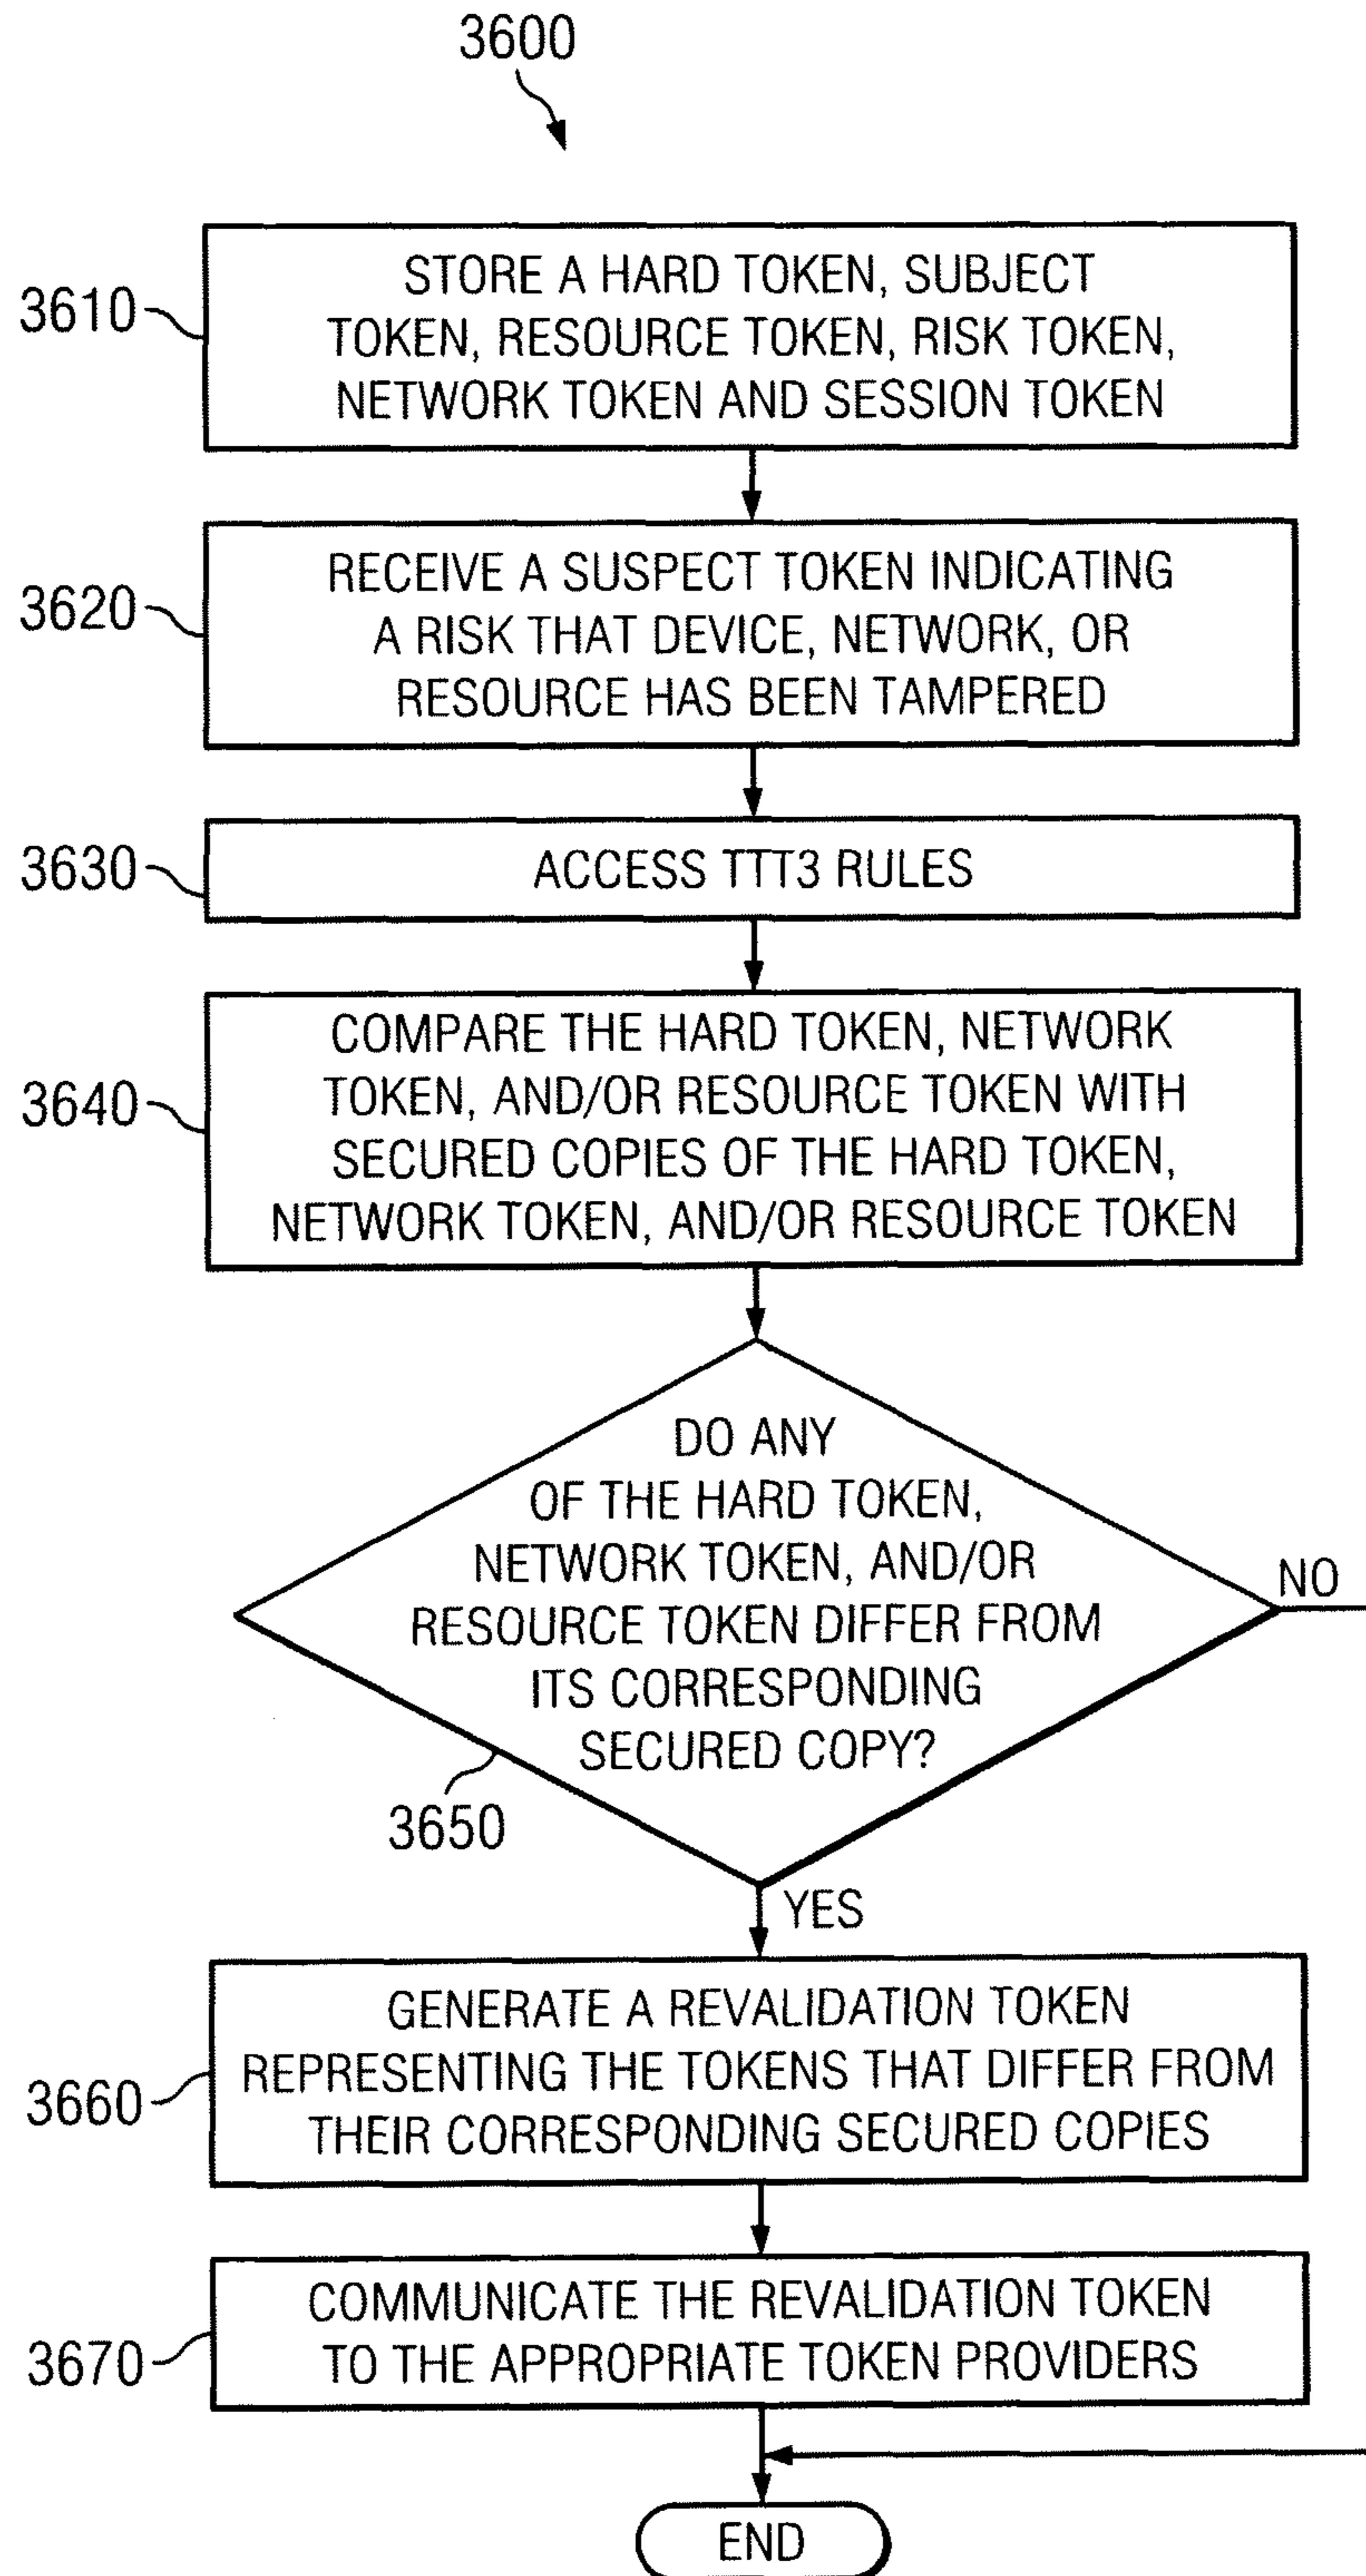 3600
3610
STORE A HARD TOKEN, SUBJECT
TOKEN, RESOURCE TOKEN, RISK TOKEN,
NETWORK TOKEN AND SESSION TOKEN
3620
RECEIVE A SUSPECT TOKEN INDICATING
A RISK THAT DEVICE, NETWORK, OR
RESOURCE HAS BEEN TAMPERED
3630
ACCESS TTT3 RULES
3640
COMPARE THE HARD TOKEN, NETWORK
TOKEN, AND/OR RESOURCE TOKEN WITH
SECURED COPIES OF THE HARD TOKEN,
NETWORK TOKEN, AND/OR RESOURCE TOKEN
DO ANY
OF THE HARD TOKEN,
NETWORK TOKEN, AND/OR
RESOURCE TOKEN DIFFER FROM
ITS CORRESPONDING
SECURED COPY?
NO
3650
YES
3660
GENERATE A REVALIDATION TOKEN
REPRESENTING THE TOKENS THAT DIFFER FROM
THEIR CORRESPONDING SECURED COPIES
3670
COMMUNICATE THE REVALIDATION TOKEN
TO THE APPROPRIATE TOKEN PROVIDERS
END